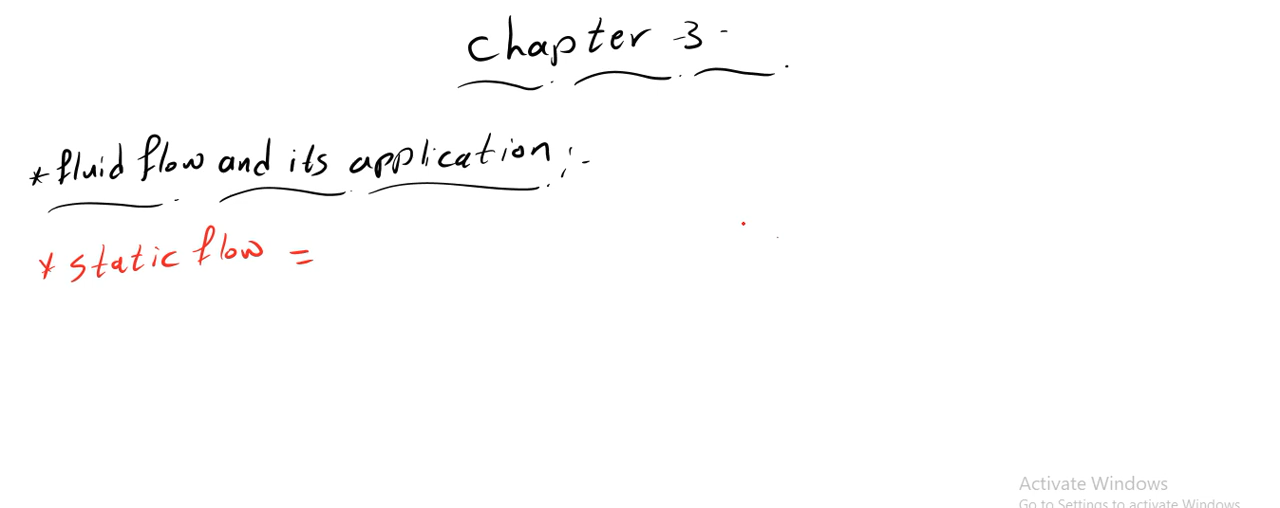 chapter -3-
* fluid flow and its application :-
* static flow =
Activate Windows
Go to Settings to activate Windows